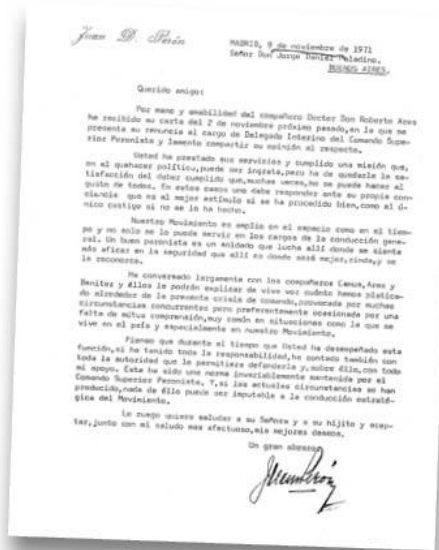 Juan D. Perón
MADRID, 9 de noviembre de 1971
Señor Don Jorge Daniel Paladino.
BUENOS AIRES.
Querido amigo:
Por mano y amabilidad del compañero Doctor Don Roberto Ares
he recibido su carta del 2 de noviembre próximo pasado, en la que se
presenta su renuncia al cargo de Delegado Interino del Comando Supe-
rior Peronista y lamento compartir su opinión al respecto.
Usted ha prestado sus servicios y cumplido una misión que,
en el quehacer político, puede ser ingrata, pero ha de quedarle la sa-
tisfacción del deber cumplido que, muchas veces, no se puede hacer al
gusto de todos. En estos casos uno debe responder ante su propia con-
ciencia que es el mejor estímulo si se ha procedido bien, como el ú-
nico castigo si no se lo ha hecho.
Nuestro Movimiento es amplio en el espacio como en el tiem-
po y no solo se lo puede servir en los cargos de la conducción gene-
ral. Un buen peronista es un soldado que lucha allí donde se siente
más eficaz en la seguridad que allí es donde será mejor, rinda, y se
le reconozca.
He conversado largamente con los compañeros Camus, Ares y
Benitez y éllos le podrán explicar de viva voz cuánto hemos platica-
do alrededor de la presente crisis de comando, provocada por muchas
circunstancias concurrentes pero preferentemente ocasionada por una
falta de mútua comprensión, muy común en situaciones como la que se
vive en el país y especialmente en nuestro Movimiento.
Pienso que durante el tiempo que Usted ha desempeñado esta
función, si ha tenido toda la responsabilidad, ha contado también con
toda la autoridad que le permitiera defenderla y, sobre éllo, con todo
mi apoyo. Esta ha sido una norma invariablemente mantenida por el
Comando Superior Peronista. Y, si las actuales circunstancias se han
producido, nada de éllo puede ser imputable a la conducción estraté-
gica del Movimiento.
Le ruego quiera saludar a su Señora y a su hijito y acep-
tar, junto con mi saludo más afectuoso, mis mejores deseos.
Un gran abrazo.
Juan Perón